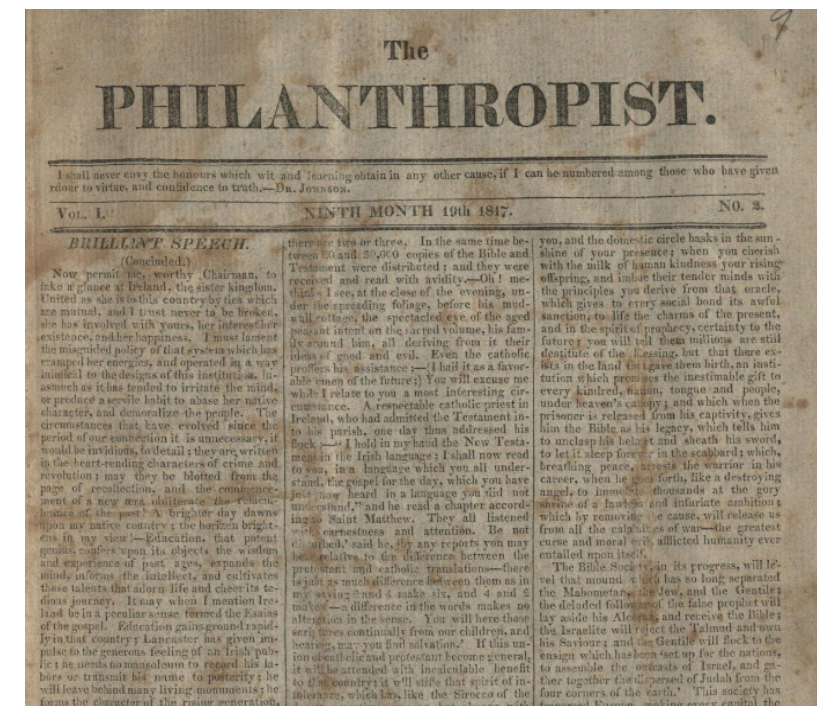 9
The
PHILANTHROPIST.
I shall never envy the honours which wit and learning obtain in any other cause, if I can be numbered among those who have given
rdour to virtue, and confidence to truth.—DR. JOHNSON.
VOL. I. NINTH MONTH 19th 1817. NO. 2.
BRILLIANT SPEECH.
(Concluded.)
Now permit me, worthy Chairman, to
take a glance at Ireland, the sister kingdom.
United as she is to this country by ties which
are mutual, and I trust never to be broken,
she has involved with yours, her interest her
existence, and her happiness. I must lament
the misguided policy of that system which has
cramped her energies, and operated in a way
inimical to the designs of this institution, in-
asmuch as it has tended to irritate the mind,
or produce a servile habit to abase her native
character, and demoralize the people. The
circumstances that have evolved since the
period of our connection it is unnecessary, it
would be invidious, to detail; they are written
in the heart-rending characters of crime and
revolution; may they be blotted from the
page of recollection, and the commence-
ment of a new era, obliterate the remem-
brance of the past! A brighter day dawns
upon my native country; the horizon bright-
ens in my view!—Education, that potent
genius, confers upon its objects the wisdom
and experience of past ages, expands the
mind, informs the intellect, and cultivates
those talents that adorn life and cheer its te-
dious journey. It may when I mention Ire-
land be in a peculiar sense termed the Esaias
of the gospel. Education gains ground rapid-
ly in that country; Lancaster has given im-
pulse to the generous feeling of an Irish pub-
lic; he needs no mausoleum to record his la-
bors or transmit his name to posterity; he
will leave behind many living monuments; he
forms the character of the rising generation,
there are two or three. In the same time be-
tween 20 and 30,000 copies of the Bible and
Testament were distributed; and they were
received and read with avidity.—Oh! me-
thinks I see, at the close of the evening, un-
der the spreading foliage, before his mud-
wall cottage, the spectacled eye of the aged
peasant intent on the sacred volume, his fam-
ily around him, all deriving from it their
ideas of good and evil. Even the catholic
proffers his assistance;—(I hail it as a favor-
able omen of the future;) You will excuse me
while I relate to you a most interesting cir-
cumstance. A respectable catholic priest in
Ireland, who had admitted the Testament in-
to his parish, one day thus addressed his
flock:—"I hold in my hand the New Testa-
ment in the Irish language; I shall now read
to you, in a language which you all under-
stand, the gospel for the day, which you have
just now heard in a language you did not
understand," and he read a chapter accord-
ing to Saint Matthew. They all listened
with earnestness and attention. Be not
disturbed,' said he, 'by any reports you may
hear relative to the difference between the
protestant and catholic translations—there
is just as much difference between them as in
my saying 2 and 4 make six, and 4 and 2
make—a difference in the words makes no
alteration in the sense. You will here those
scriptures continually from our children, and
hearing, may you find salvation.' If this un-
ion of catholic and protestant become general,
it will be attended with incalculable benefit
to that country; it will stifle that spirit of in-
tolerance, which has, like the Sirocco of the
you, and the domestic circle basks in the sun-
shine of your presence; when you cherish
with the milk of human kindness your rising
offspring, and imbue their tender minds with
the principles you derive from that oracle,
which gives to every social bond its awful
sanction, to life the charms of the present,
and in the spirit of prophecy, certainty to the
future; you will tell them millions are still
destitute of the blessing, but that there ex-
ists in the land that gave them birth, an insti-
tution which promises the inestimable gift to
every kindred, nation, tongue and people,
under heaven's canopy; and which when the
prisoner is released from his captivity, gives
him the Bible as his legacy, which tells him
to unclasp his helmet and sheath his sword,
to let it sleep forever in the scabbard; which,
breathing peace, arrests the warrior in his
career, when he goes forth, like a destroying
angel, to immolate thousands at the gory
shrine of a lawless and infuriate ambition;
which by removing the cause, will release us
from all the calamities of war—the greatest
curse and moral evil, afflicted humanity ever
entailed upon itself.
The Bible Society, in its progress, will le-
vel that mound which has so long separated
the Mahometan, the Jew, and the Gentile;
the deluded follower of the false prophet will
lay aside his Alcoran, and receive the Bible;
the Israelite will reject the Talmud and own
his Saviour; and the Gentile will flock to the
ensign which has been 'set up for the nations,
to assemble the outcasts of Israel, and ga-
ther together the dispersed of Judah from the
four corners of the earth.' This society has